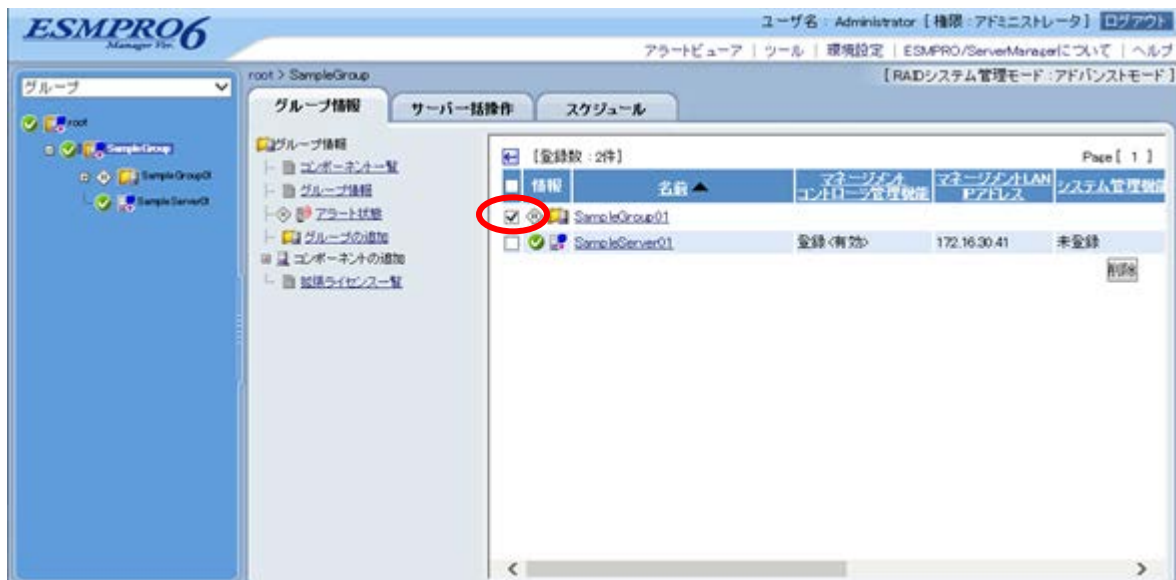 ESMPRO6
Manager Ver.
ユーザ名 : Administrator [ 権限 : アドミニストレータ ] ログアウト
アラートビューア | ツール | 環境設定 | ESMPRO/ServerManagerについて | ヘルプ
グループ
root > SampleGroup
[ RAIDシステム管理モード : アドバンストモード ]
グループ情報 サーバ一括操作 スケジュール
root
SampleGroup
SampleGroup01
SampleServer01
グループ情報
コンポーネント一覧
グループ情報
アラート状態
グループの追加
コンポーネントの追加
拡張ライセンス一覧
[登録数 : 2件] Page [ 1 ]
情報 名前▲ マネージメントコントローラ管理機能 マネージメントLAN IPアドレス システム管理機能
SampleGroup01
SampleServer01 登録<有効> 172.16.30.41 未登録
削除